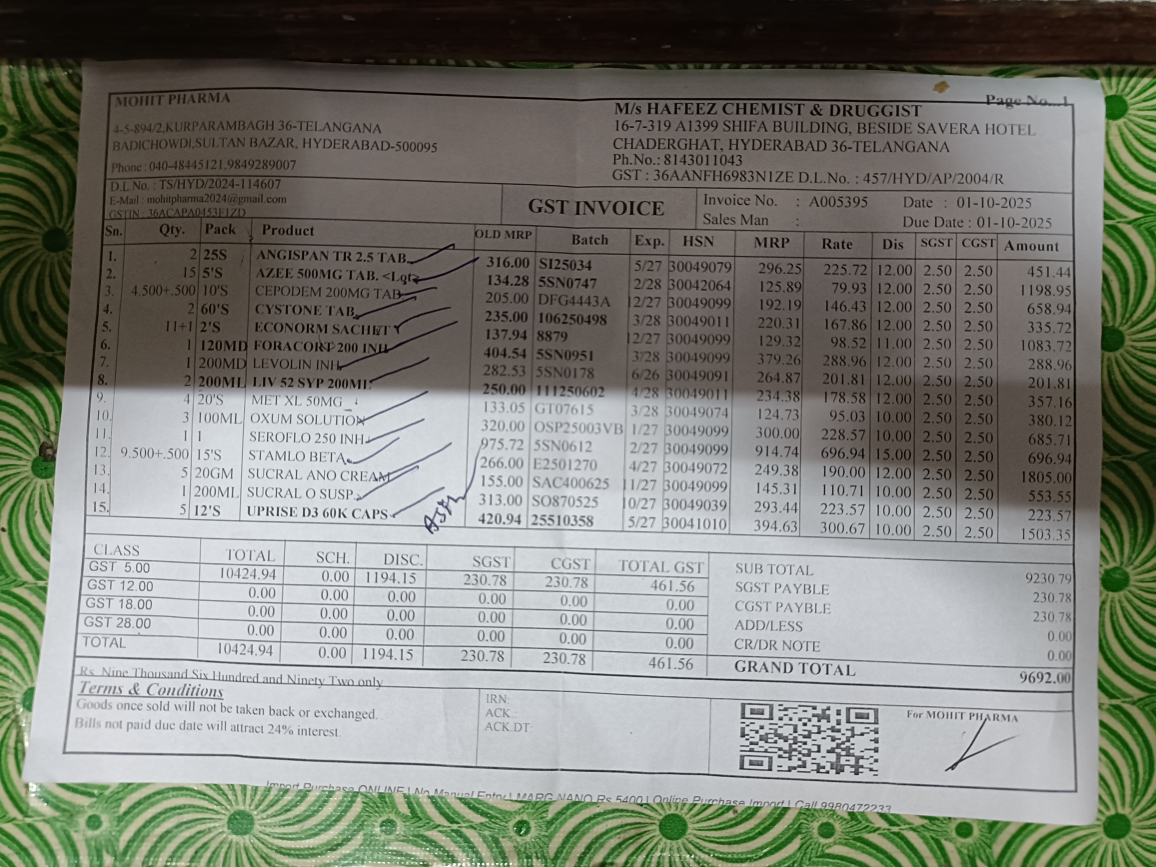 Page No...1
MOHIT PHARMA
4-5-894/2,KURPARAMBAGH 36-TELANGANA
BADICHOWDI,SULTAN BAZAR, HYDERABAD-500095
Phone : 040-48445121,9849289007
D.L.No. : TS/HYD/2024-114607
E-Mail : mohitpharma2024@gmail.com
GSTIN : 36ACAPA0453F1ZD
M/s HAFEEZ CHEMIST & DRUGGIST
16-7-319 A1399 SHIFA BUILDING, BESIDE SAVERA HOTEL
CHADERGHAT, HYDERABAD 36-TELANGANA
Ph.No.: 8143011043
GST : 36AANFH6983N1ZE D.L.No. : 457/HYD/AP/2004/R
GST INVOICE
Invoice No. : A005395 Date : 01-10-2025
Sales Man : Due Date : 01-10-2025
Sn. Qty. Pack Product OLD MRP Batch Exp. HSN MRP Rate Dis SGST CGST Amount
1. 2 25S ANGISPAN TR 2.5 TAB. 316.00 SI25034 5/27 30049079 296.25 225.72 12.00 2.50 2.50 451.44
2. 15 5'S AZEE 500MG TAB. <Lqt> 134.28 5SN0747 2/28 30042064 125.89 79.93 12.00 2.50 2.50 1198.95
3. 4.500+.500 10'S CEPODEM 200MG TAB 205.00 DFG4443A 12/27 30049099 192.19 146.43 12.00 2.50 2.50 658.94
4. 2 60'S CYSTONE TAB. 235.00 106250498 3/28 30049011 220.31 167.86 12.00 2.50 2.50 335.72
5. 11+1 2'S ECONORM SACHET 137.94 8879 12/27 30049099 129.32 98.52 11.00 2.50 2.50 1083.72
6. 1 120MD FORACORT 200 INH 404.54 5SN0951 3/28 30049099 379.26 288.96 12.00 2.50 2.50 288.96
7. 1 200MD LEVOLIN INH 282.53 5SN0178 6/26 30049091 264.87 201.81 12.00 2.50 2.50 201.81
8. 2 200ML LIV 52 SYP 200ML 250.00 111250602 4/28 30049011 234.38 178.58 12.00 2.50 2.50 357.16
9. 4 20'S MET XL 50MG 133.05 GT07615 3/28 30049074 124.73 95.03 10.00 2.50 2.50 380.12
10. 3 100ML OXUM SOLUTION 320.00 OSP25003VB 1/27 30049099 300.00 228.57 10.00 2.50 2.50 685.71
11. 1 1 SEROFLO 250 INH 975.72 5SN0612 2/27 30049099 914.74 696.94 15.00 2.50 2.50 696.94
12. 9.500+.500 15'S STAMLO BETA 266.00 E2501270 4/27 30049072 249.38 190.00 12.00 2.50 2.50 1805.00
13. 5 20GM SUCRAL ANO CREAM 155.00 SAC400625 11/27 30049099 145.31 110.71 10.00 2.50 2.50 553.55
14. 1 200ML SUCRAL O SUSP. 313.00 SO870525 10/27 30049039 293.44 223.57 10.00 2.50 2.50 223.57
15. 5 12'S UPRISE D3 60K CAPS 420.94 25510358 5/27 30041010 394.63 300.67 10.00 2.50 2.50 1503.35
CLASS TOTAL SCH. DISC. SGST CGST TOTAL GST
GST 5.00 10424.94 0.00 1194.15 230.78 230.78 461.56
GST 12.00 0.00 0.00 0.00 0.00 0.00 0.00
GST 18.00 0.00 0.00 0.00 0.00 0.00 0.00
GST 28.00 0.00 0.00 0.00 0.00 0.00 0.00
TOTAL 10424.94 0.00 1194.15 230.78 230.78 461.56
SUB TOTAL 9230.79
SGST PAYBLE 230.78
CGST PAYBLE 230.78
ADD/LESS 0.00
CR/DR NOTE 0.00
GRAND TOTAL 9692.00
Rs. Nine Thousand Six Hundred and Ninety Two only
Terms & Conditions
Goods once sold will not be taken back or exchanged.
Bills not paid due date will attract 24% interest.
IRN:
ACK.:
ACK.DT:
For MOHIT PHARMA
Import Purchase ONLINE ! No Manual Entry ! MARG NANO Rs.5400 ! Online Purchase Import ! Call 9980472233